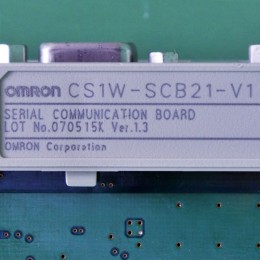 OMRON CS1W-SCB21-V1
SERIAL COMMUNICATION BOARD
LOT No.070515K Ver.1.3
OMRON Corporation